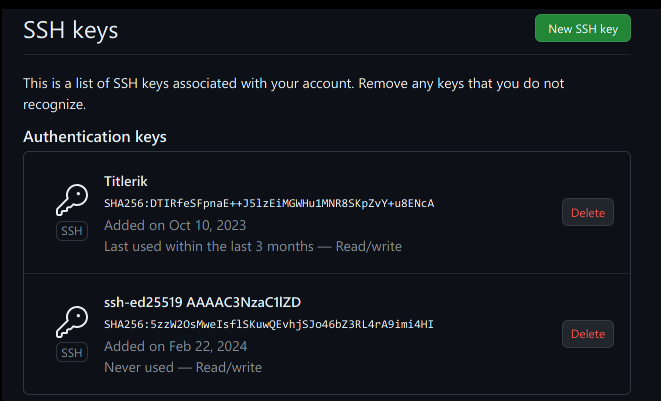 SSH keys
New SSH key
This is a list of SSH keys associated with your account. Remove any keys that you do not
recognize.
Authentication keys
Titlerik
SHA256:DTIRfeSFpnaE++J5lzEiMGWHu1MNR8SKpZvY+u8ENcA
SSH
Added on Oct 10, 2023
Last used within the last 3 months — Read/write
Delete
ssh-ed25519 AAAAC3NzaC1lZD
SHA256:5zzW2OsMweIsflSKuwQEvhjSJo46bZ3RL4rA9imi4HI
SSH
Added on Feb 22, 2024
Never used — Read/write
Delete